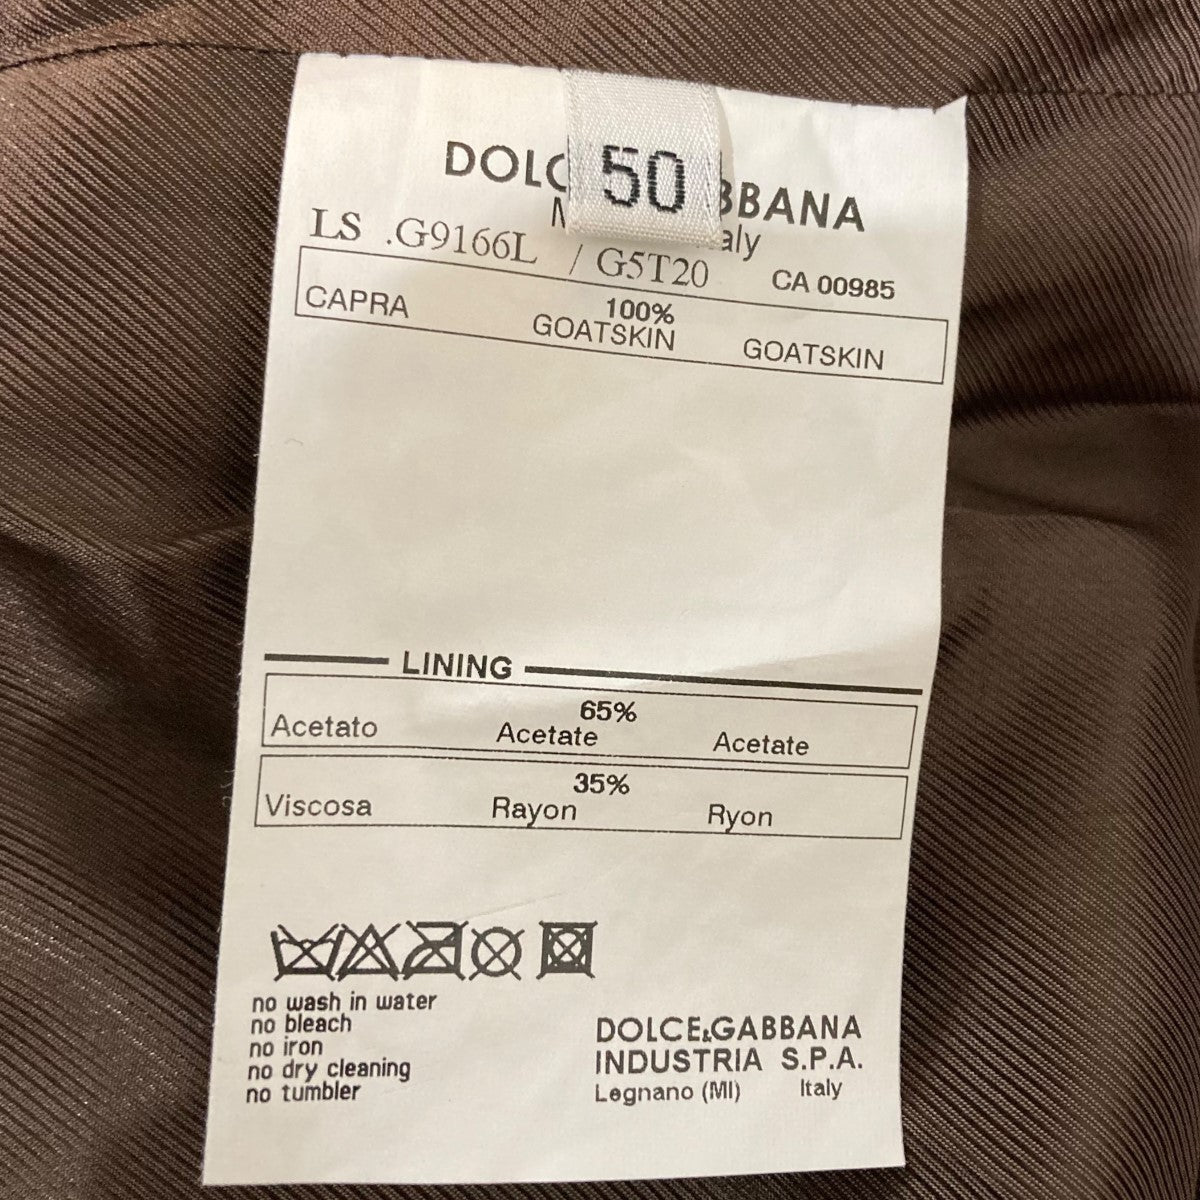 50
DOLC BBANA
aly
LS .G9166L / G5T20 CA 00985
100%
CAPRA GOATSKIN GOATSKIN
LINING
65%
Acetato Acetate Acetate
35%
Viscosa Rayon Ryon
no wash in water
no bleach
no iron
no dry cleaning
no tumbler
DOLCE&GABBANA
INDUSTRIA S.P.A.
Legnano (MI) Italy